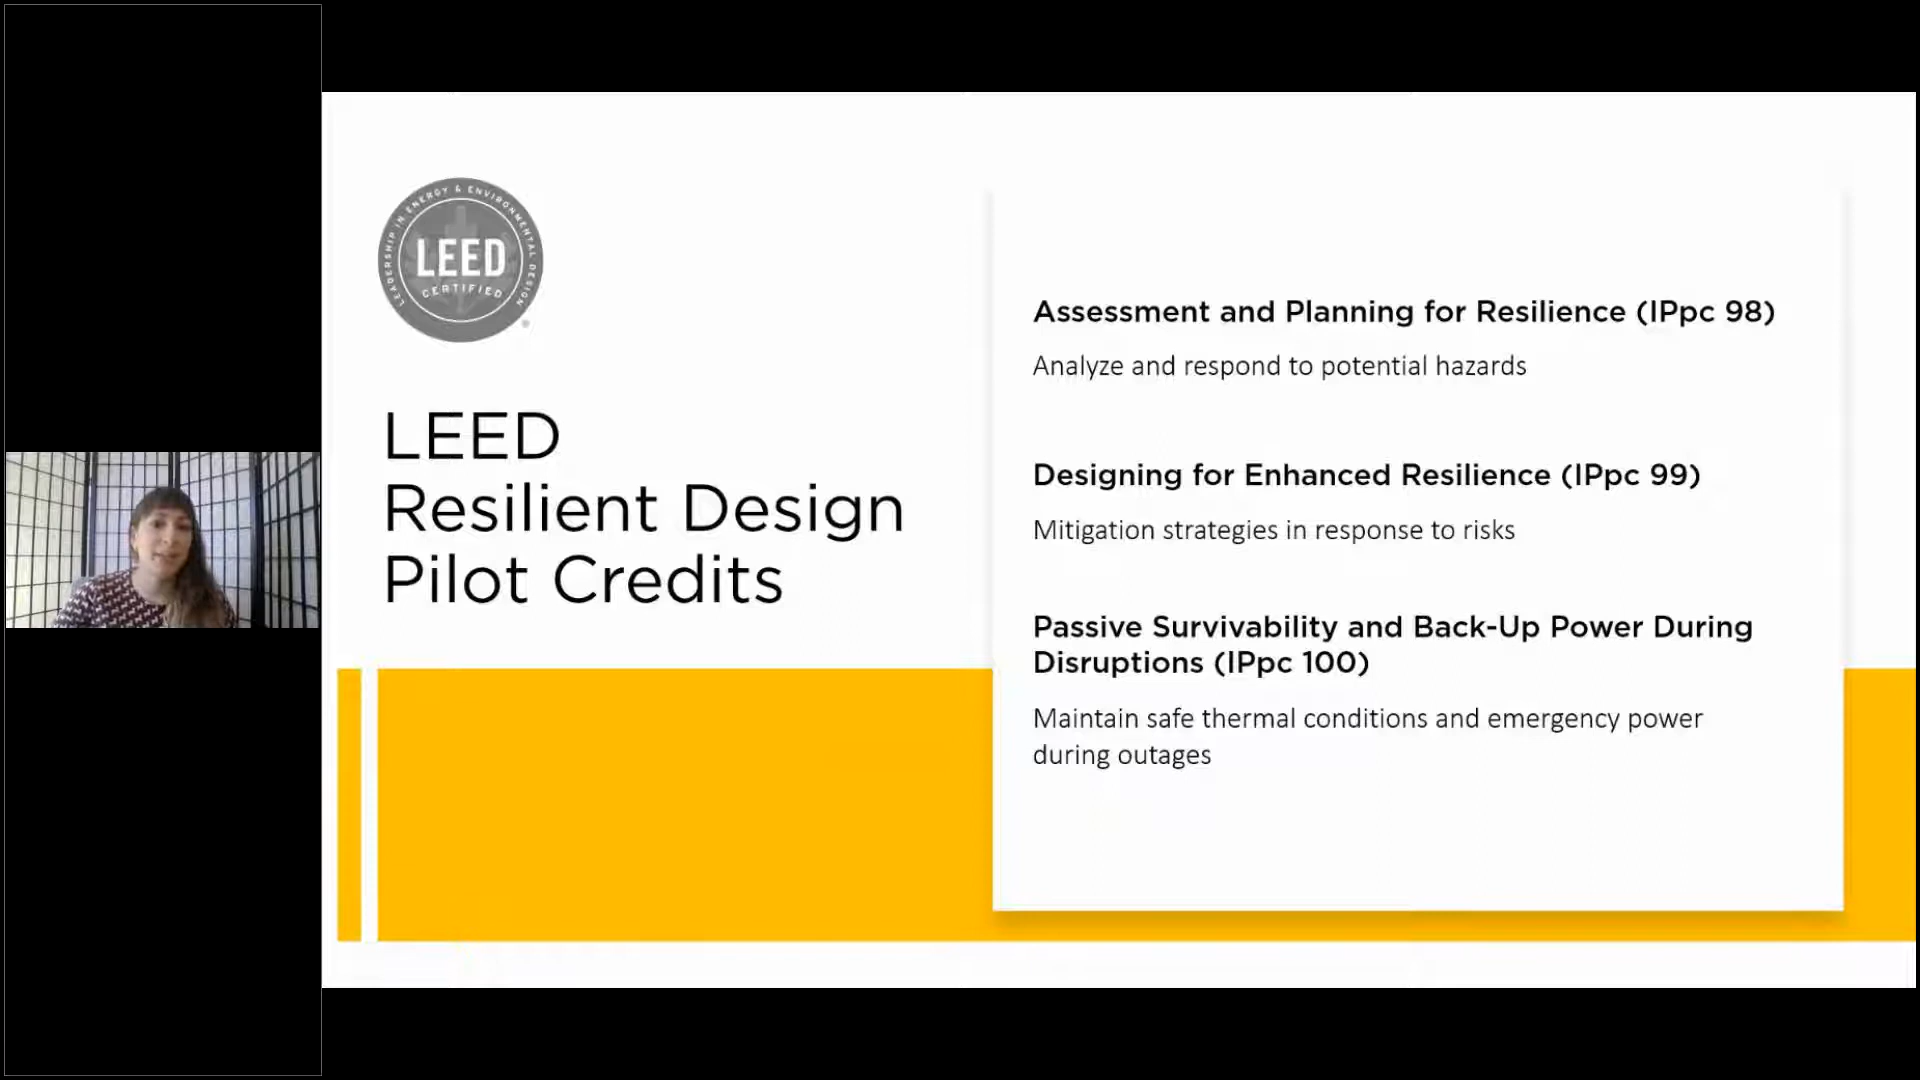 LEADERSHIP IN ENERGY & ENVIRONMENTAL DESIGN
LEED
CERTIFIED
®
LEED
Resilient Design
Pilot Credits
Assessment and Planning for Resilience (IPpc 98)
Analyze and respond to potential hazards
Designing for Enhanced Resilience (IPpc 99)
Mitigation strategies in response to risks
Passive Survivability and Back-Up Power During
Disruptions (IPpc 100)
Maintain safe thermal conditions and emergency power
during outages